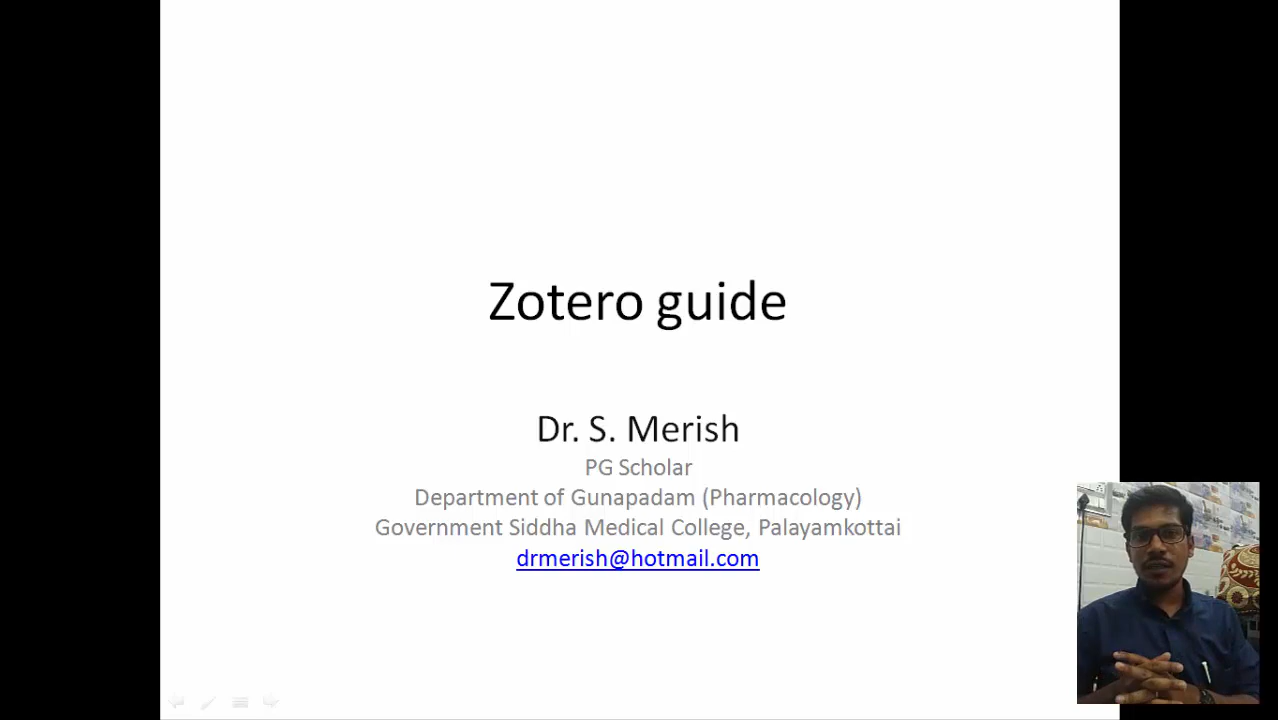 Zotero guide
Dr. S. Merish
PG Scholar
Department of Gunapadam (Pharmacology)
Government Siddha Medical College, Palayamkottai
drmerish@hotmail.com